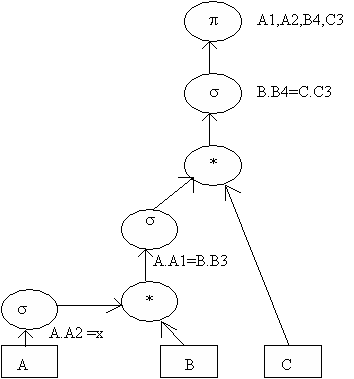 π A1,A2,B4,C3
σ B.B4=C.C3
*
σ
A.A1=B.B3
σ *
A.A2 =x
A B C